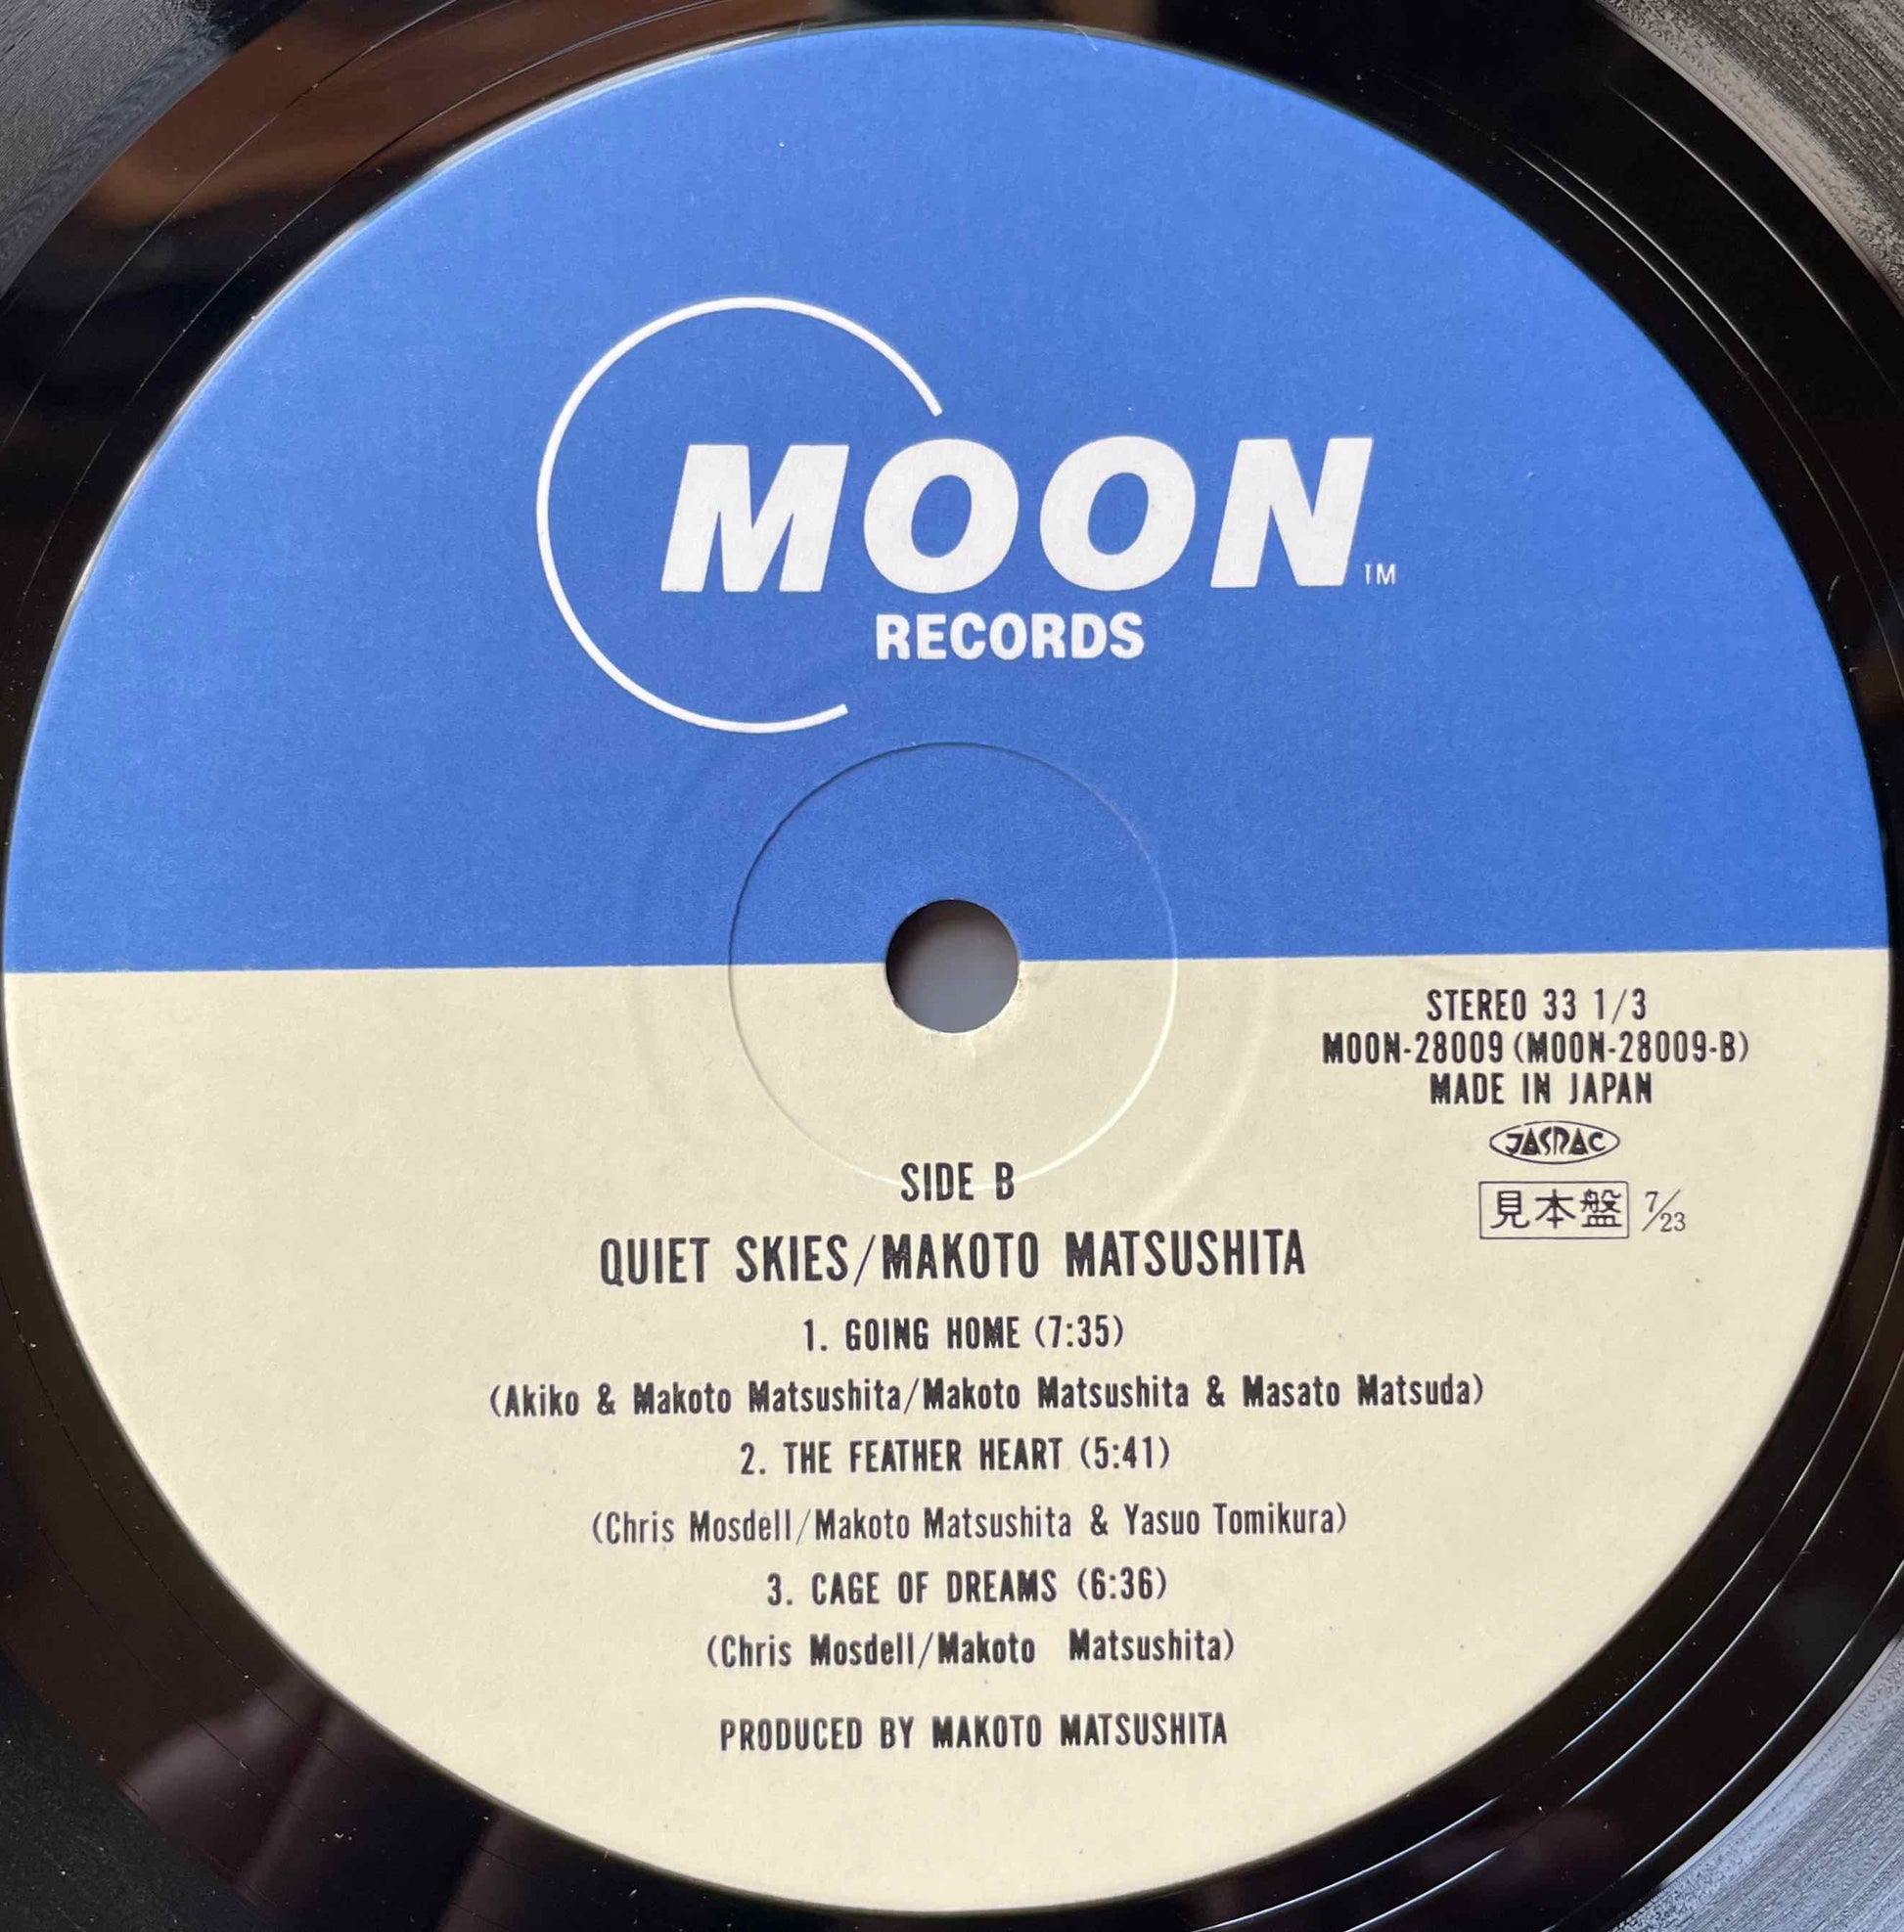 MOON TM
RECORDS
STEREO 33 1/3
MOON-28009 (MOON-28009-B)
MADE IN JAPAN
JASRAC
見本盤 7/23
SIDE B
QUIET SKIES/MAKOTO MATSUSHITA
1. GOING HOME (7:35)
(Akiko & Makoto Matsushita/Makoto Matsushita & Masato Matsuda)
2. THE FEATHER HEART (5:41)
(Chris Mosdell/Makoto Matsushita & Yasuo Tomikura)
3. CAGE OF DREAMS (6:36)
(Chris Mosdell/Makoto Matsushita)
PRODUCED BY MAKOTO MATSUSHITA